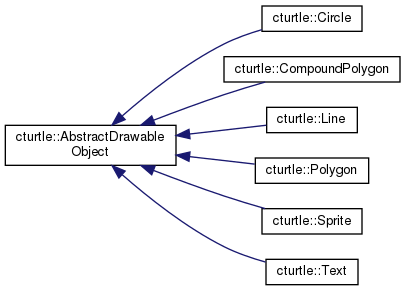 cturtle::Circle
cturtle::CompoundPolygon
cturtle::Line
cturtle::AbstractDrawable
Object
cturtle::Polygon
cturtle::Sprite
cturtle::Text